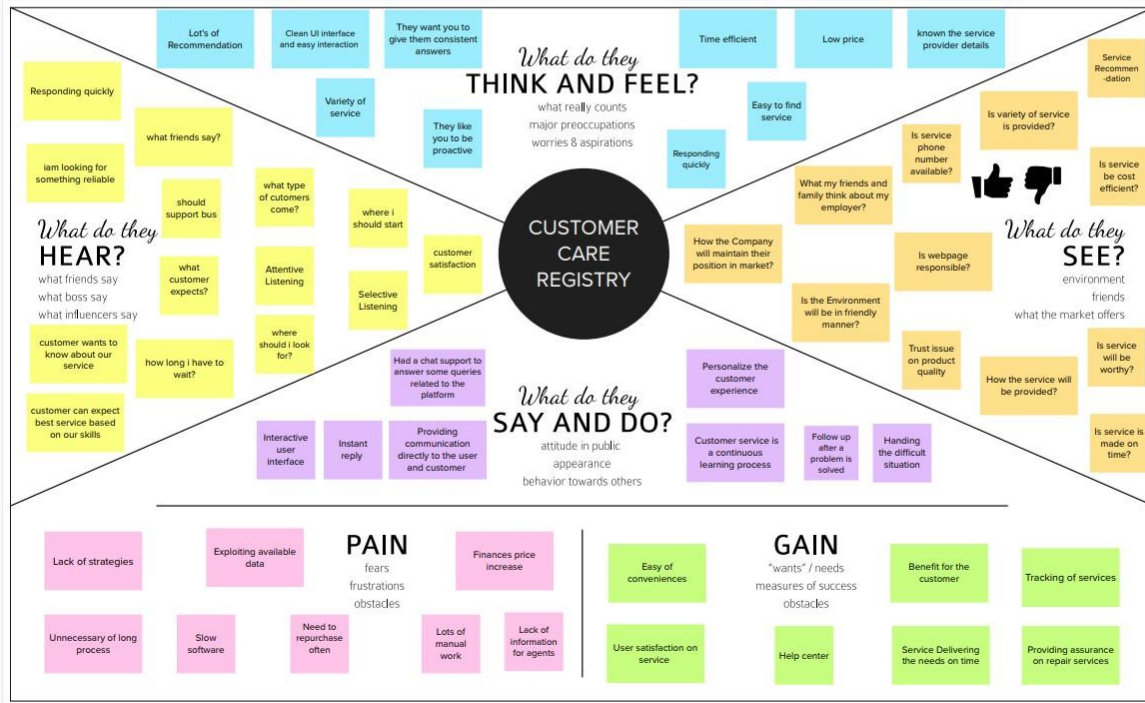 Lot's of
Recommendation
Clean UI interface
and easy interaction
They want you to
give them consistent
answers
Variety of
service
They like
you to be
proactive
What do they
THINK AND FEEL?
what really counts
major preoccupations
worries & aspirations
Time efficient
Low price
known the service
provider details
Easy to find
service
Responding
quickly
Responding quickly
what friends say?
iam looking for
something reliable
should
support bus
what type
of cutomers
come?
where i
should start
What do they
HEAR?
what friends say
what boss say
what influencers say
what
customer
expects?
Attentive
Listening
customer
satisfaction
Selective
Listening
customer wants to
know about our
service
how long i have to
wait?
where
should i look
for?
customer can expect
best service based
on our skills
CUSTOMER
CARE
REGISTRY
Service
Recommen
-dation
Is variety of service
is provided?
Is service
phone
number
available?
Is service
be cost
efficient?
What my friends and
family think about my
employer?
How the Company
will maintain their
position in market?
Is webpage
responsible?
What do they
SEE?
environment
friends
what the market offers
Is the Environment
will be in friendly
manner?
Trust issue
on product
quality
How the service will
be provided?
Is service
will be
worthy?
Is service is
made on
time?
Had a chat support to
answer some queries
related to the
platform
Interactive
user
interface
Instant
reply
Providing
communication
directly to the user
and customer
What do they
SAY AND DO?
attitude in public
appearance
behavior towards others
Personalize the
customer
experience
Customer service is
a continuous
learning process
Follow up
after a
problem is
solved
Handing
the difficult
situation
PAIN
fears
frustrations
obstacles
Lack of strategies
Exploiting available
data
Finances price
increase
Unnecessary of long
process
Slow
software
Need to
repurchase
often
Lots of
manual
work
Lack of
information
for agents
GAIN
"wants" / needs
measures of success
obstacles
Easy of
conveniences
Benefit for the
customer
Tracking of services
User satisfaction on
service
Help center
Service Delivering
the needs on time
Providing assurance
on repair services